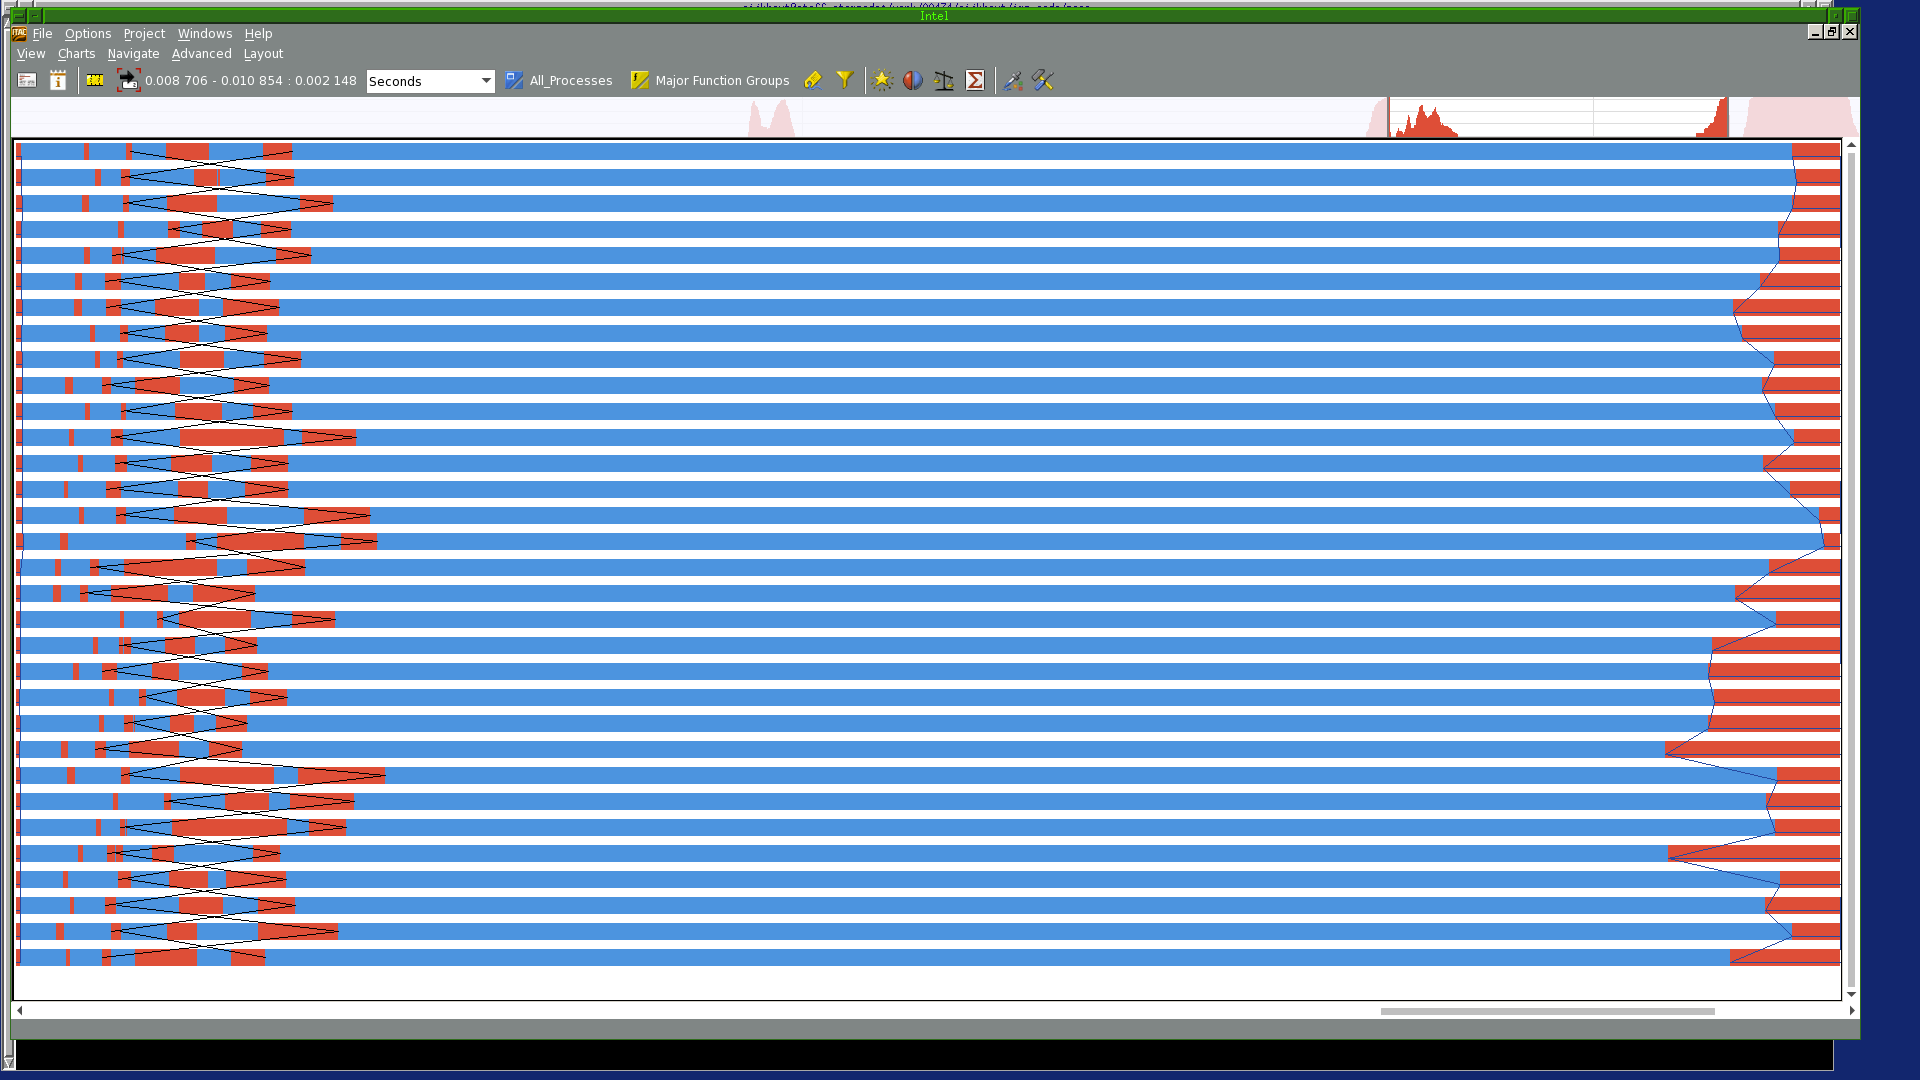 Intel
File Options Project Windows Help
View Charts Navigate Advanced Layout
0.008 706 - 0.010 854 : 0.002 148 Seconds All_Processes Major Function Groups